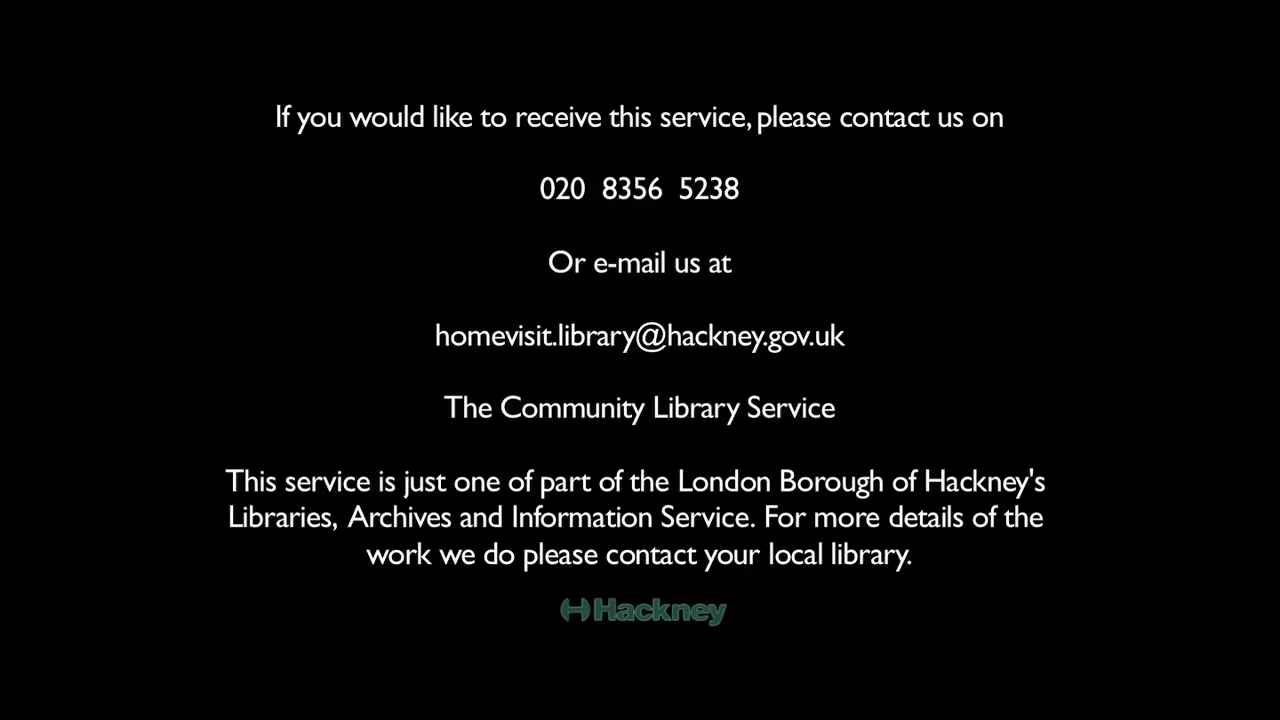 If you would like to receive this service, please contact us on
020 8356 5238
Or e-mail us at
homevisit.library@hackney.gov.uk
The Community Library Service
This service is just one of part of the London Borough of Hackney's
Libraries, Archives and Information Service. For more details of the
work we do please contact your local library.
Hackney